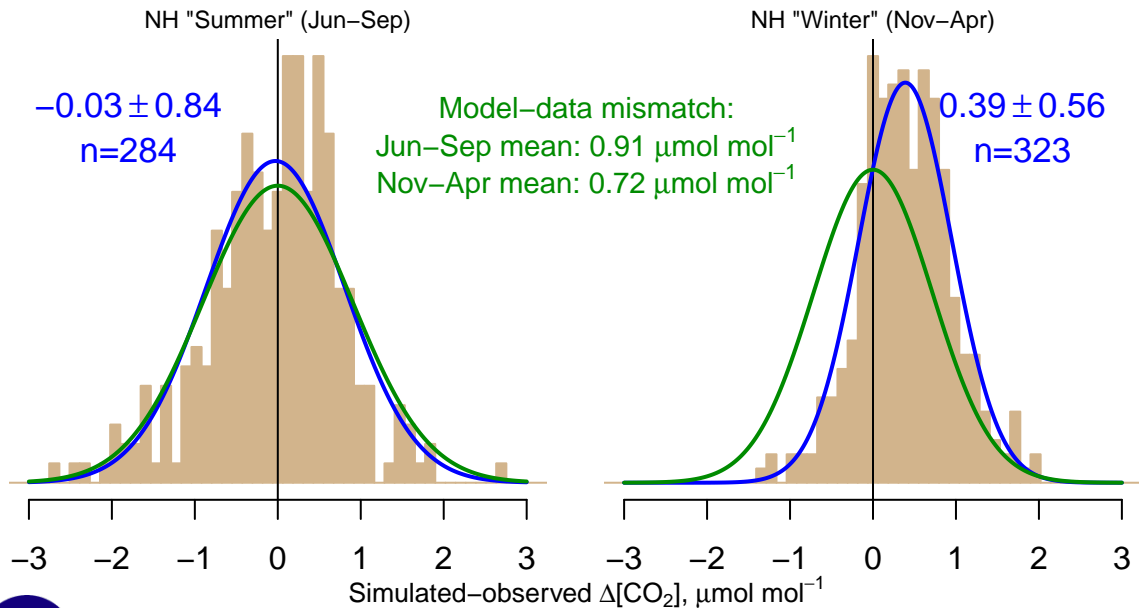 NH "Summer" (Jun−Sep)
−0.03 ± 0.84
n=284
Model−data mismatch:
Jun−Sep mean: 0.91 μmol mol⁻¹
Nov−Apr mean: 0.72 μmol mol⁻¹
NH "Winter" (Nov−Apr)
0.39 ± 0.56
n=323
−3 −2 −1 0 1 2 3
−3 −2 −1 0 1 2 3
Simulated−observed Δ[CO₂], μmol mol⁻¹